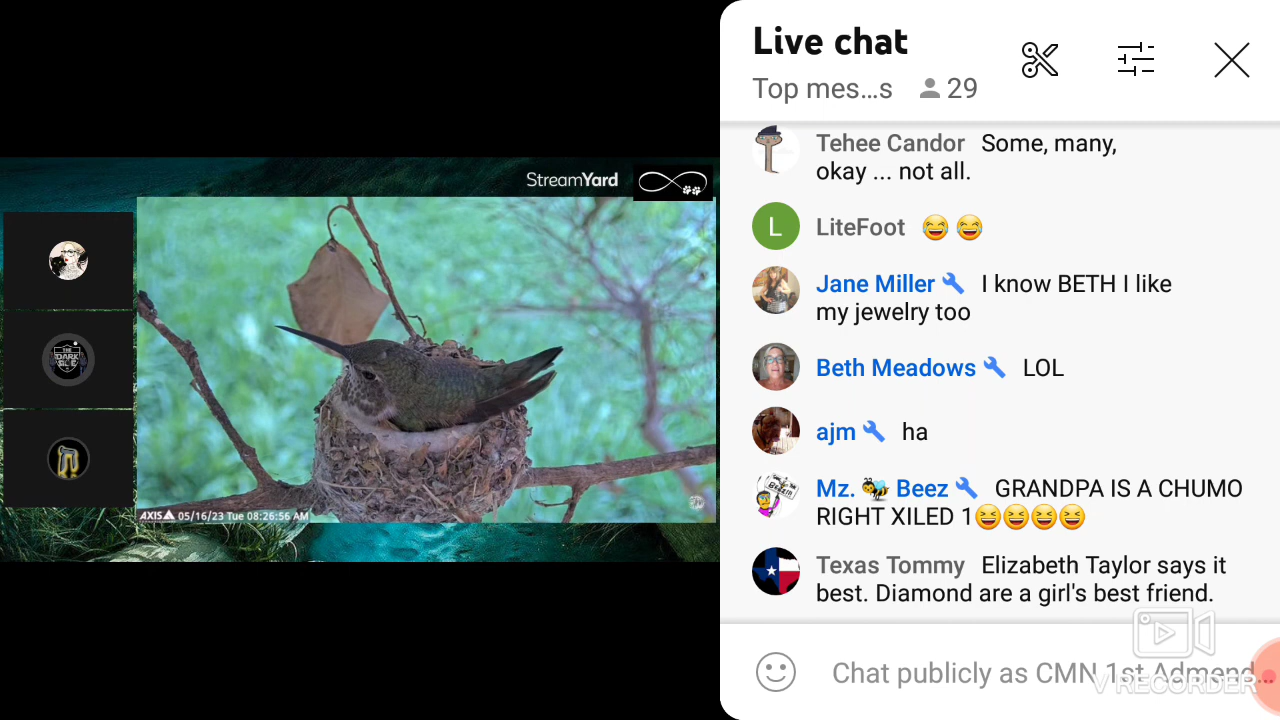 Live chat
Top mes...s 29
StreamYard
Tehee Candor Some, many,
okay ... not all.
L LiteFoot 😂 😂
Jane Miller I know BETH I like
my jewelry too
Beth Meadows LOL
THE
DARK
ajm ha
Mz. 🐝 Beez GRANDPA IS A CHUMO
RIGHT XILED 1😆😆😆😆
AXIS 05/16/23 Tue 08:26:56 AM
Texas Tommy Elizabeth Taylor says it
best. Diamond are a girl's best friend.
Chat publicly as CMN 1st Admend...
V RECORDER